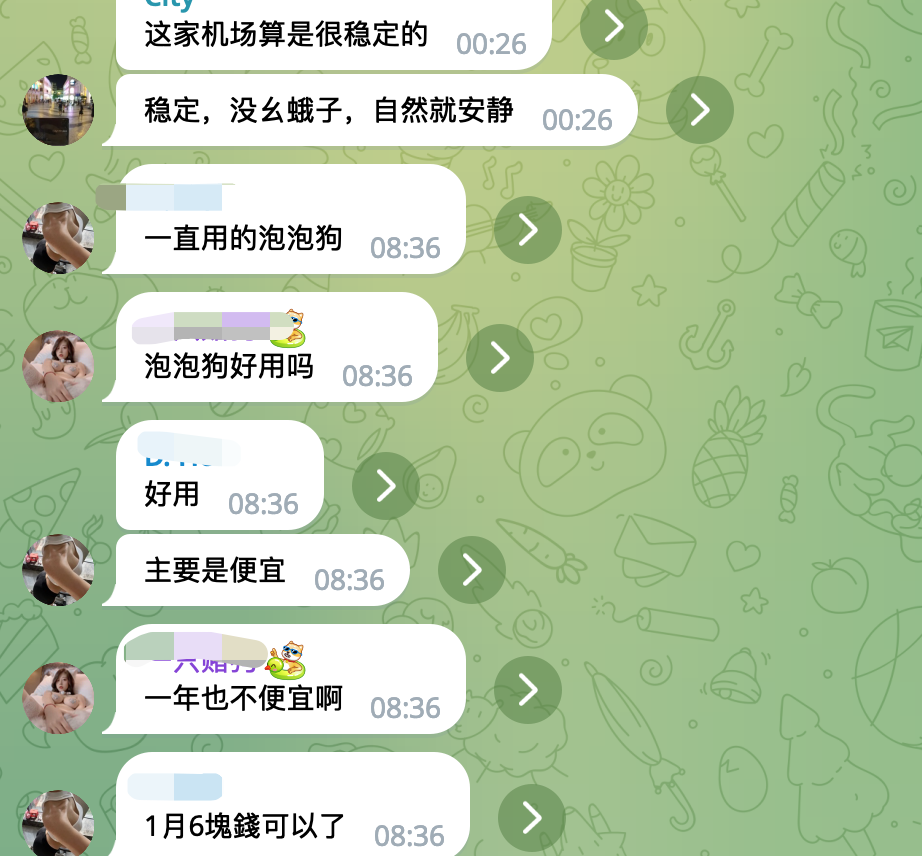 City
这家机场算是很稳定的 00:26
稳定，没幺蛾子，自然就安静 00:26
一直用的泡泡狗 08:36
泡泡狗好用吗 08:36
好用 08:36
主要是便宜 08:36
一年也不便宜啊 08:36
1月6塊錢可以了 08:36